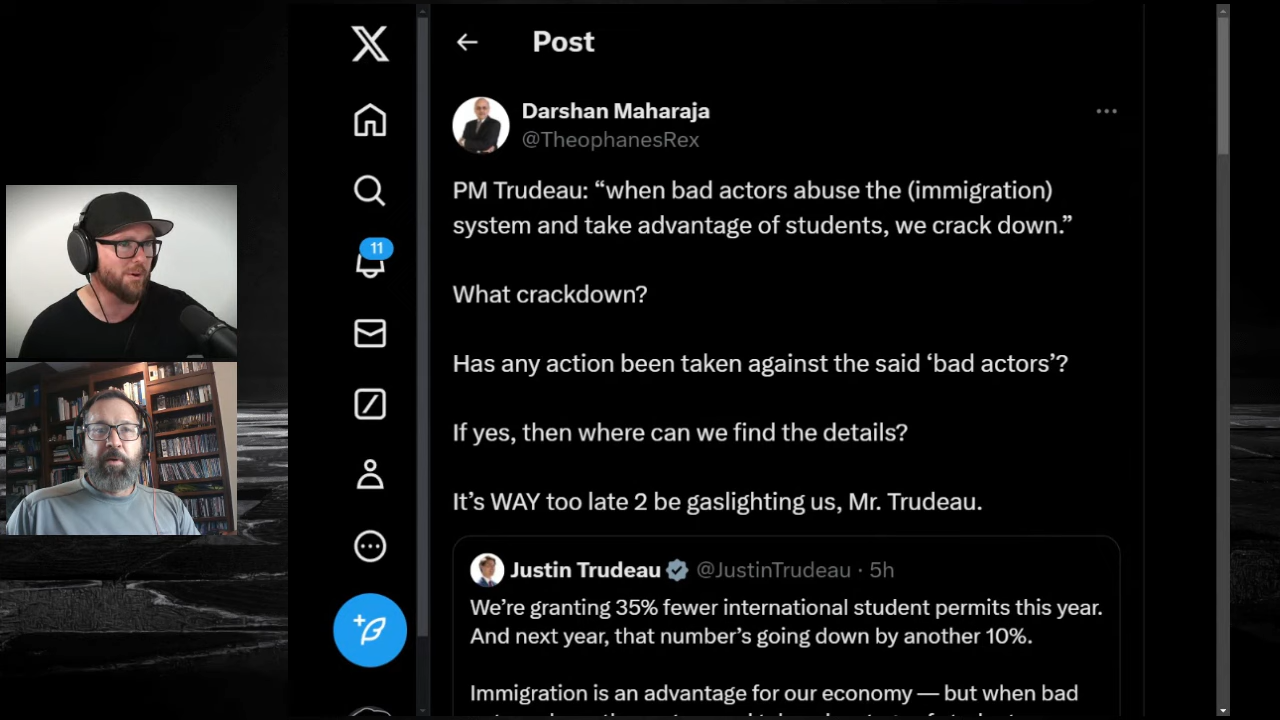 Post
Darshan Maharaja
@TheophanesRex
PM Trudeau: “when bad actors abuse the (immigration)
system and take advantage of students, we crack down.”
What crackdown?
Has any action been taken against the said ‘bad actors’?
If yes, then where can we find the details?
It’s WAY too late 2 be gaslighting us, Mr. Trudeau.
Justin Trudeau @JustinTrudeau · 5h
We’re granting 35% fewer international student permits this year.
And next year, that number’s going down by another 10%.
Immigration is an advantage for our economy — but when bad
11